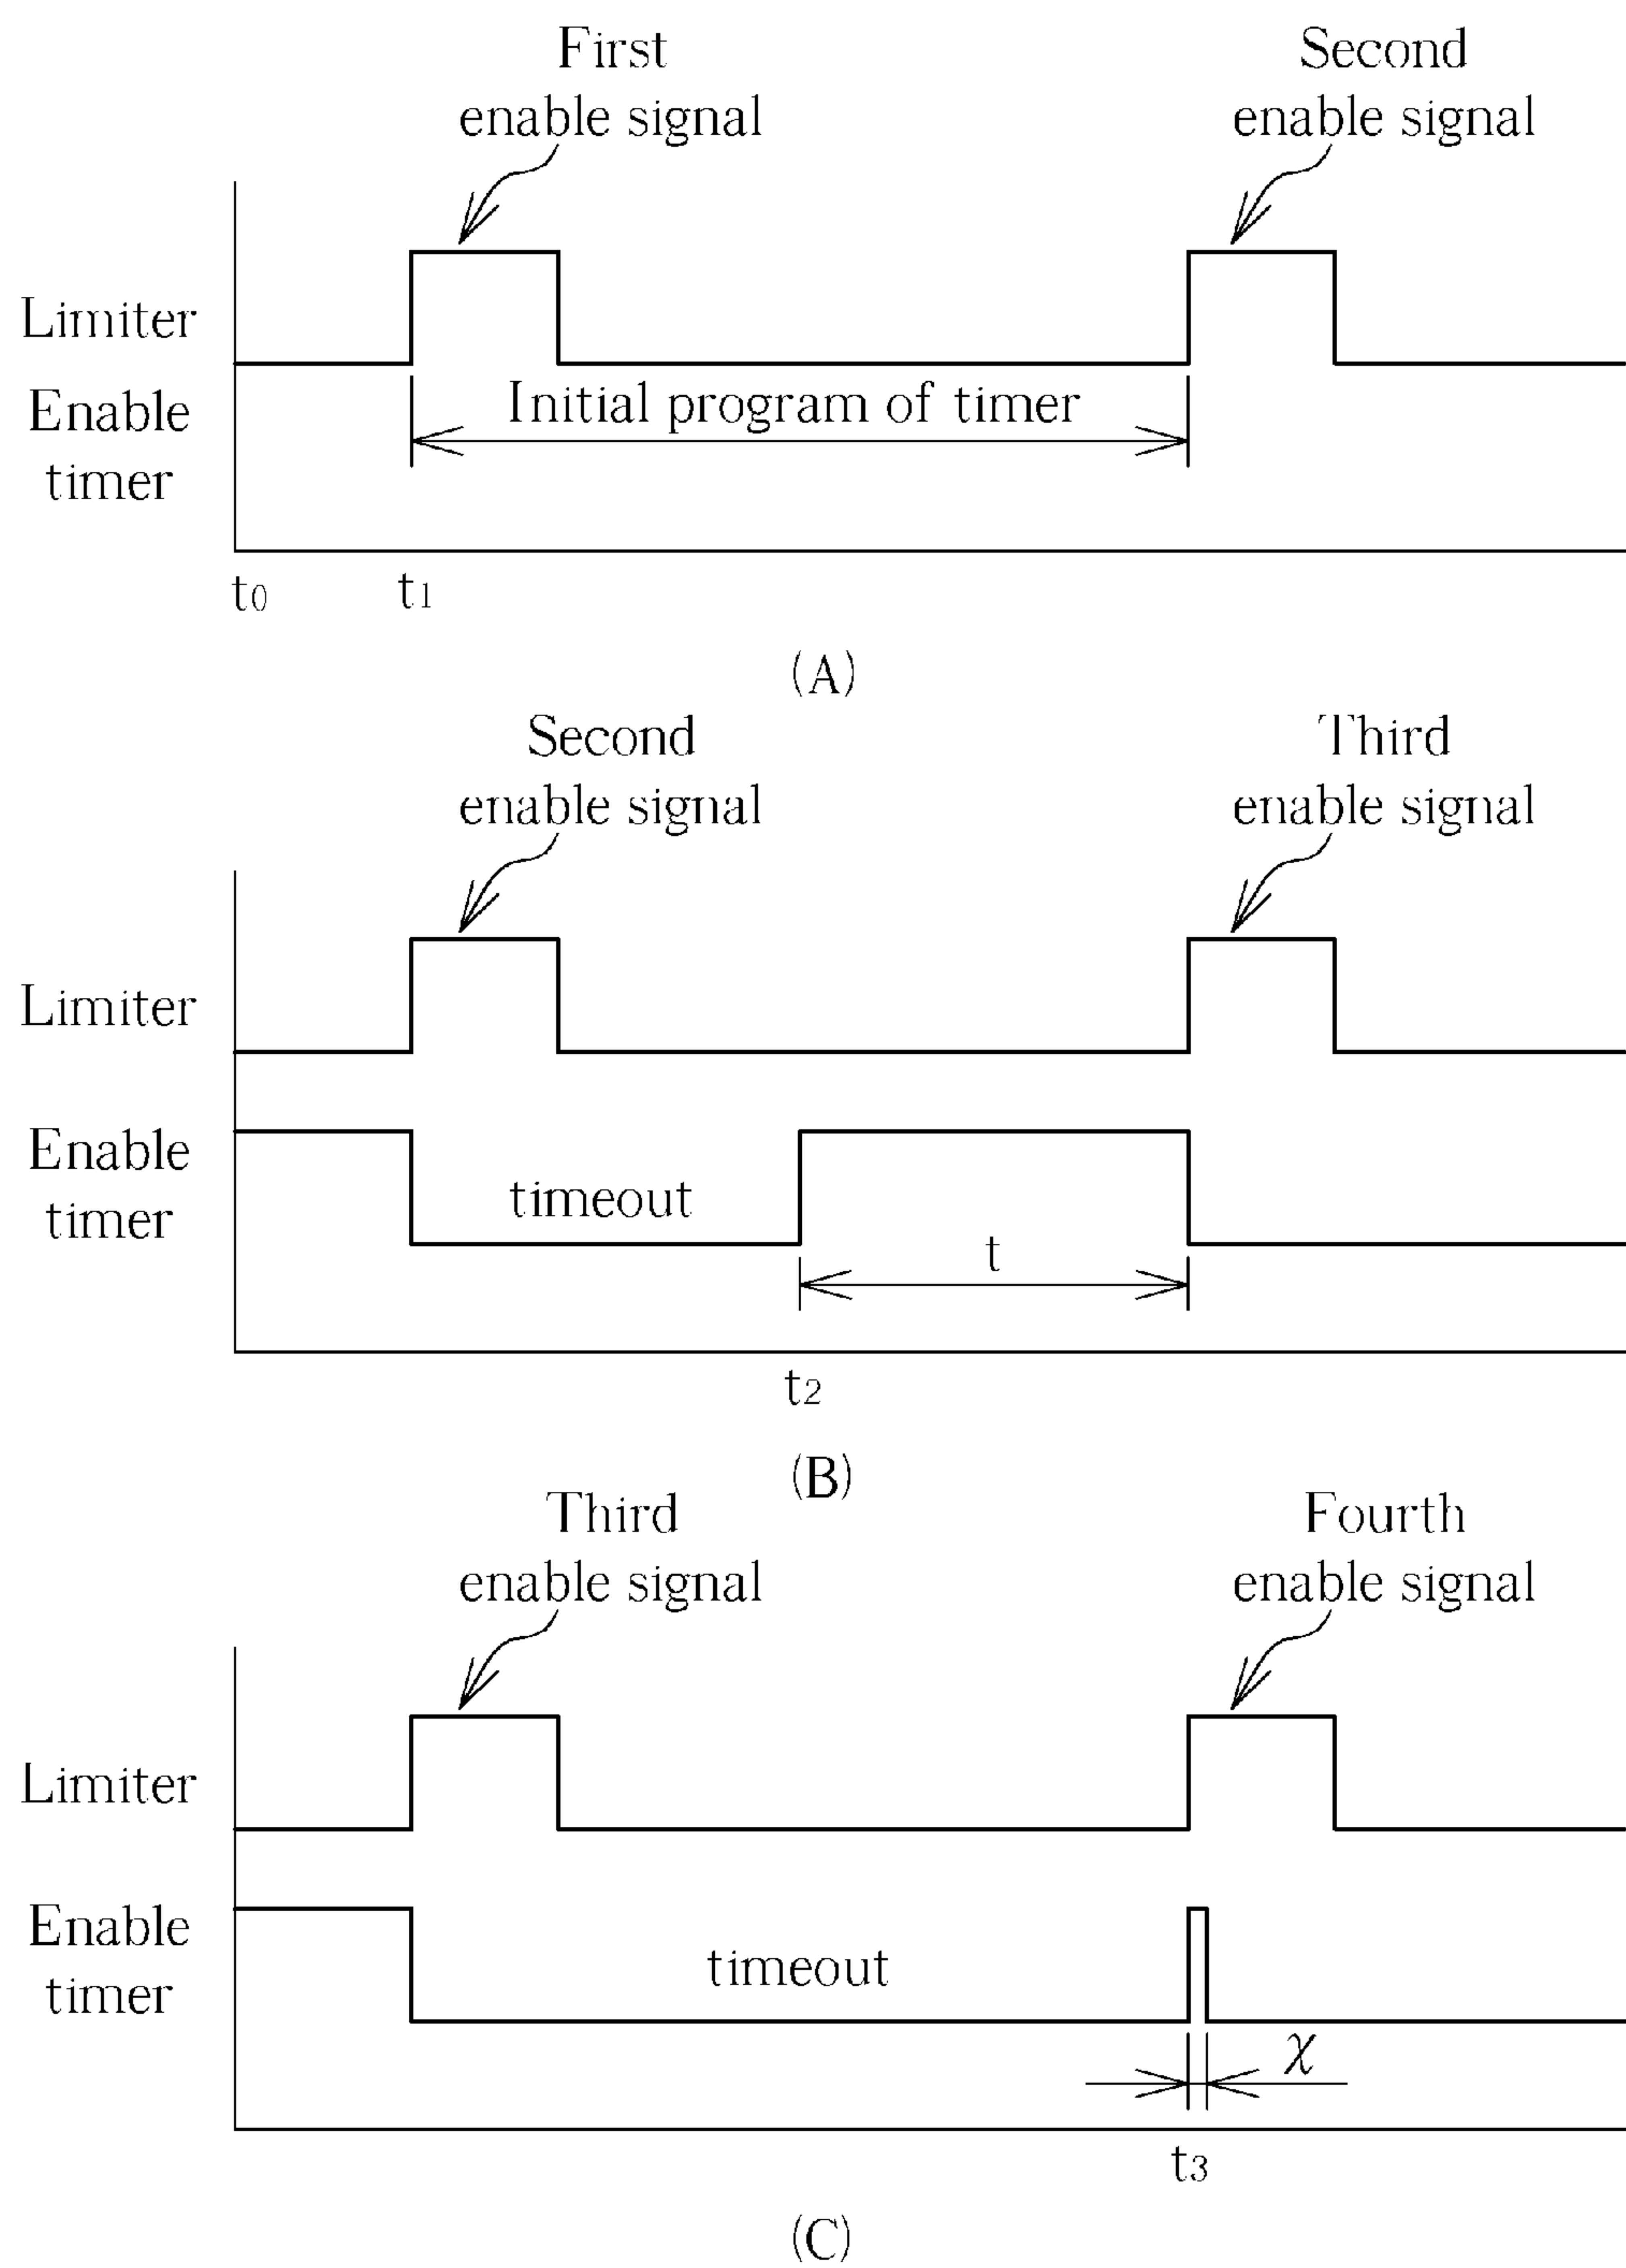 First
enable signal
Second
enable signal
Limiter
Enable
timer
Initial program of timer
t0
t1
(A)
Second
enable signal
Third
enable signal
Limiter
Enable
timer
timeout
t
t2
(B)
Third
enable signal
Fourth
enable signal
Limiter
Enable
timer
timeout
χ
t3
(C)